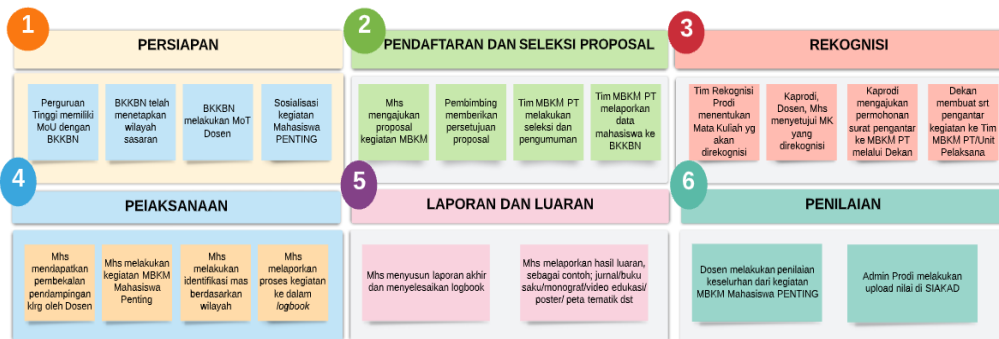 1
PERSIAPAN
Perguruan
Tinggi memiliki
MoU dengan
BKKBN
BKKBN telah
menetapkan
wilayah
sasaran
BKKBN
melakukan MoT
Dosen
Sosialisasi
kegiatan
Mahasiswa
PENTING
2
PENDAFTARAN DAN SELEKSI PROPOSAL
Mhs
mengajukan
proposal
kegiatan MBKM
Pembimbing
memberikan
persetujuan
proposal
Tim MBKM PT
melakukan
seleksi dan
pengumuman
Tim MBKM PT
melaporkan
data
mahasiswa ke
BKKBN
3
REKOGNISI
Tim Rekognisi
Prodi
menentukan
Mata Kuliah yg
akan
direkognisi
Kaprodi,
Dosen, Mhs
menyetujui MK
yang
direkognisi
Kaprodi
mengajukan
permohonan
surat pengantar
ke MBKM PT
melalui Dekan
Dekan
membuat srt
pengantar
kegiatan ke Tim
MBKM PT/Unit
Pelaksana
4
PEIAKSANAAN
Mhs
mendapatkan
pembekalan
pendampingan
klrg oleh Dosen
Mhs melakukan
kegiatan MBKM
Mahasiswa
Penting
Mhs
melakukan
identifikasi mas
berdasarkan
wilayah
Mhs
melaporkan
proses kegiatan
ke dalam
logbook
5
LAPORAN DAN LUARAN
Mhs menyusun laporan akhir
dan menyelesaikan logbook
Mhs melaporkan hasil luaran,
sebagai contoh; jurnal/buku
saku/monograf/video edukasi/
poster/ peta tematik dst
6
PENILAIAN
Dosen melakukan penilaian
keselurhan dari kegiatan
MBKM Mahasiswa PENTING
Admin Prodi melakukan
upload nilai di SIAKAD